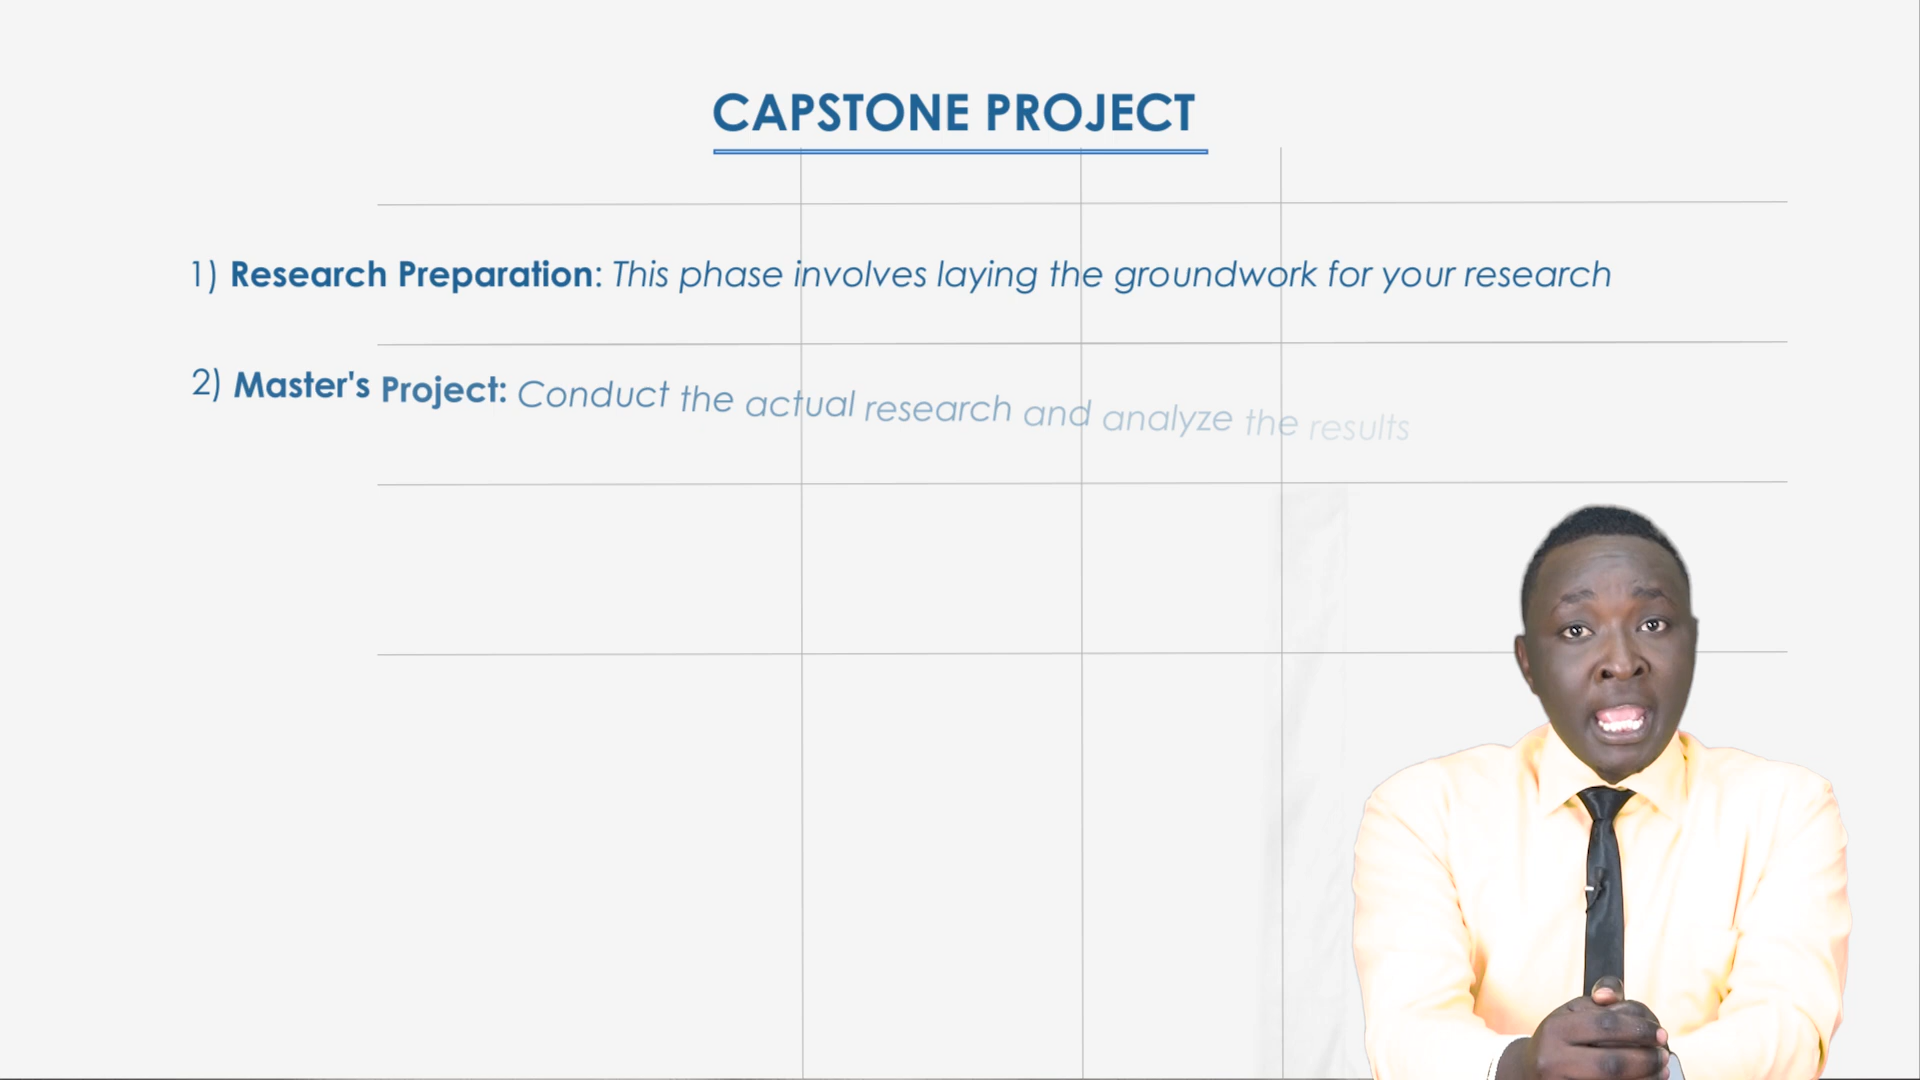 CAPSTONE PROJECT
1) Research Preparation: This phase involves laying the groundwork for your research
2) Master's Project: Conduct the actual research and analyze the results